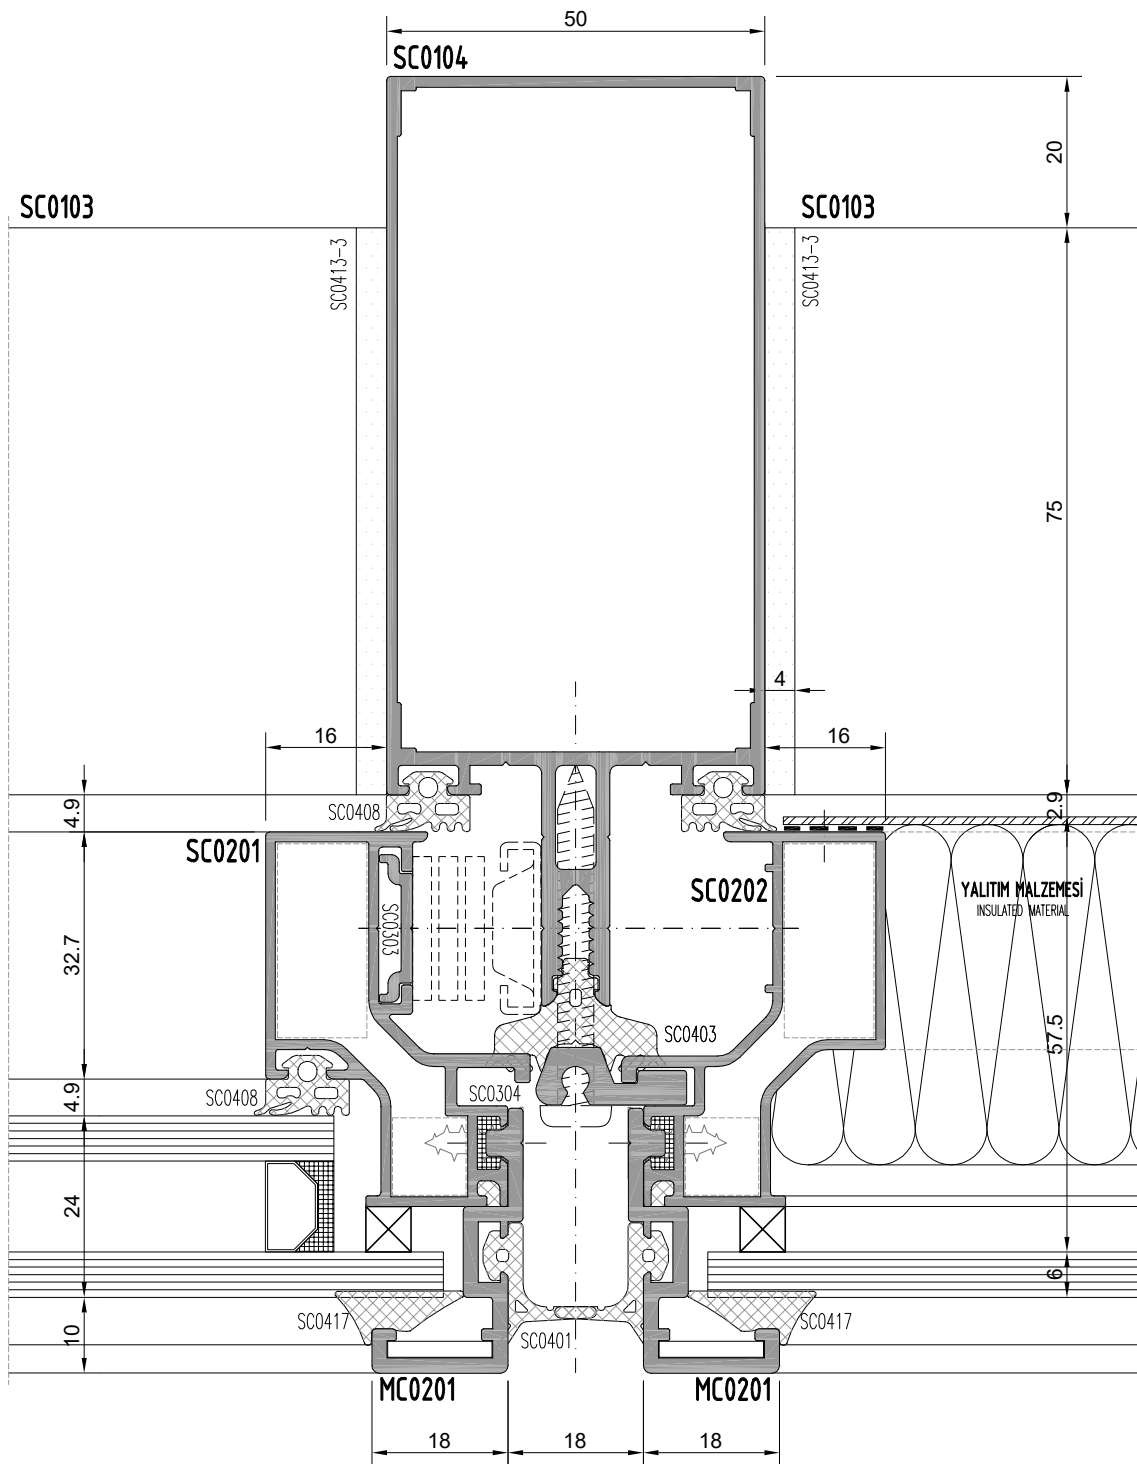 50
SC0104
20
SC0103
SC0103
SC0413-3
SC0413-3
75
4
16
16
4.9
SC0408
2.9
SC0201
SC0202
YALITIM MALZEMESİ
INSULATED MATERIAL
SC0303
32.7
SC0403
57.5
4.9
SC0408
SC0304
24
6
SC0417
SC0401
SC0417
10
MC0201
MC0201
18
18
18